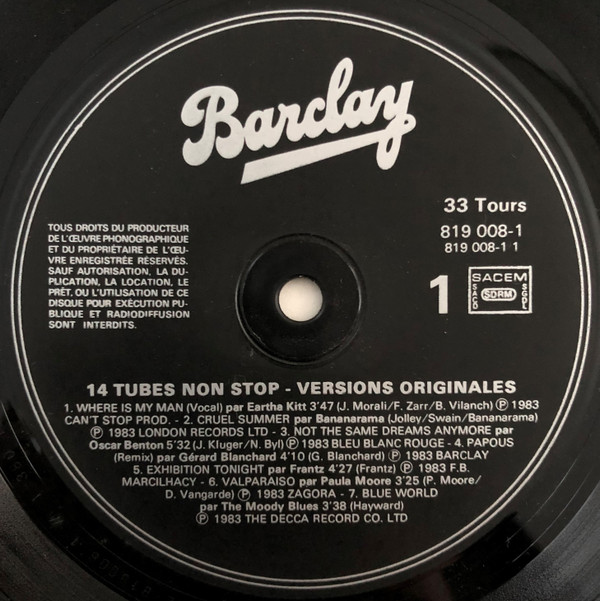 Barclay
33 Tours
819 008-1
819 008-1 1
TOUS DROITS DU PRODUCTEUR
DE L'ŒUVRE PHONOGRAPHIQUE
ET DU PROPRIÉTAIRE DE L'ŒU-
VRE ENREGISTRÉE RÉSERVÉS.
SAUF AUTORISATION, LA DU-
PLICATION, LA LOCATION, LE
PRÊT, OU L'UTILISATION DE CE
DISQUE POUR EXÉCUTION PU-
BLIQUE ET RADIODIFFUSION
SONT INTERDITS.
1
SACEM
SACD
SDRM
SGDL
14 TUBES NON STOP - VERSIONS ORIGINALES
1. WHERE IS MY MAN (Vocal) par Eartha Kitt 3'47 (J. Morali/F. Zarr/B. Vilanch) Ⓟ 1983
CAN'T STOP PROD. - 2. CRUEL SUMMER par Bananarama (Jolley/Swain/Bananarama)
Ⓟ 1983 LONDON RECORDS LTD - 3. NOT THE SAME DREAMS ANYMORE par
Oscar Benton 5'32 (J. Kluger/N. Byl) Ⓟ 1983 BLEU BLANC ROUGE - 4. PAPOUS
(Remix) par Gérard Blanchard 4'10 (G. Blanchard) Ⓟ 1983 BARCLAY
5. EXHIBITION TONIGHT par Frantz 4'27 (Frantz) Ⓟ 1983 F.B.
MARCILHACY - 6. VALPARAISO par Paula Moore 3'25 (P. Moore/
D. Vangarde) Ⓟ 1983 ZAGORA - 7. BLUE WORLD
par The Moody Blues 3'38 (Hayward)
Ⓟ 1983 THE DECCA RECORD CO. LTD